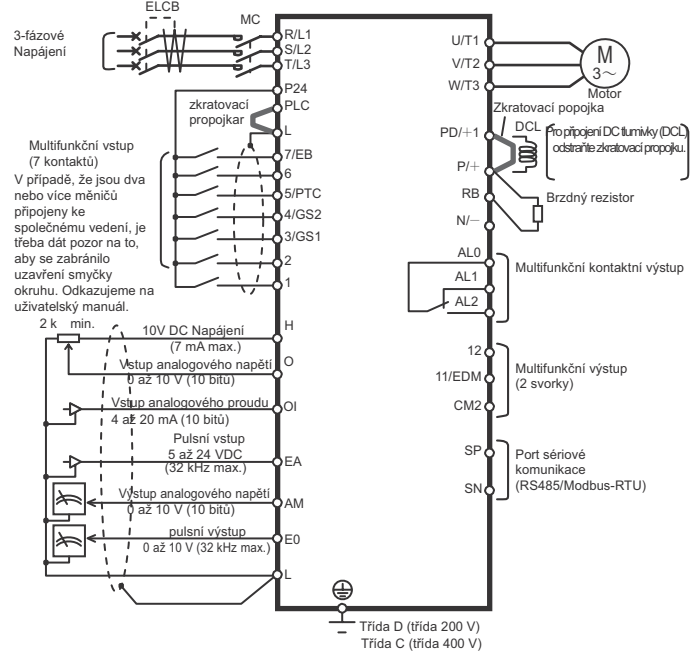 ELCB
MC
3-fázové
Napájení
R/L1
S/L2
T/L3
P24
zkratovací
propojkar
PLC
L
Multifunkční vstup
(7 kontaktů)
V případě, že jsou dva
nebo více měničů
připojeny ke
společnému vedení, je
třeba dát pozor na to,
aby se zabránilo
uzavření smyčky
okruhu. Odkazujeme na
uživatelský manuál.
7/EB
6
5/PTC
4/GS2
3/GS1
2
1
2 k min.
10V DC Napájení
(7 mA max.)
H
Vstup analogového napětí
0 až 10 V (10 bitů)
O
Vstup analogového proudu
4 až 20 mA (10 bitů)
OI
Pulsní vstup
5 až 24 VDC
(32 kHz max.)
EA
Výstup analogového napětí
0 až 10 V (10 bitů)
AM
pulsní výstup
0 až 10 V (32 kHz max.)
E0
L
U/T1
V/T2
W/T3
M
3~
Motor
Zkratovací popojka
PD/+1
DCL
Pro připojení DC tlumivky (DCL),
odstraňte zkratovací propojku.
P/+
RB
Brzdný rezistor
N/−
AL0
AL1
AL2
Multifunkční kontaktní výstup
12
11/EDM
CM2
Multifunkční výstup
(2 svorky)
SP
SN
Port sériové
komunikace
(RS485/Modbus-RTU)
Třída D (třída 200 V)
Třída C (třída 400 V)